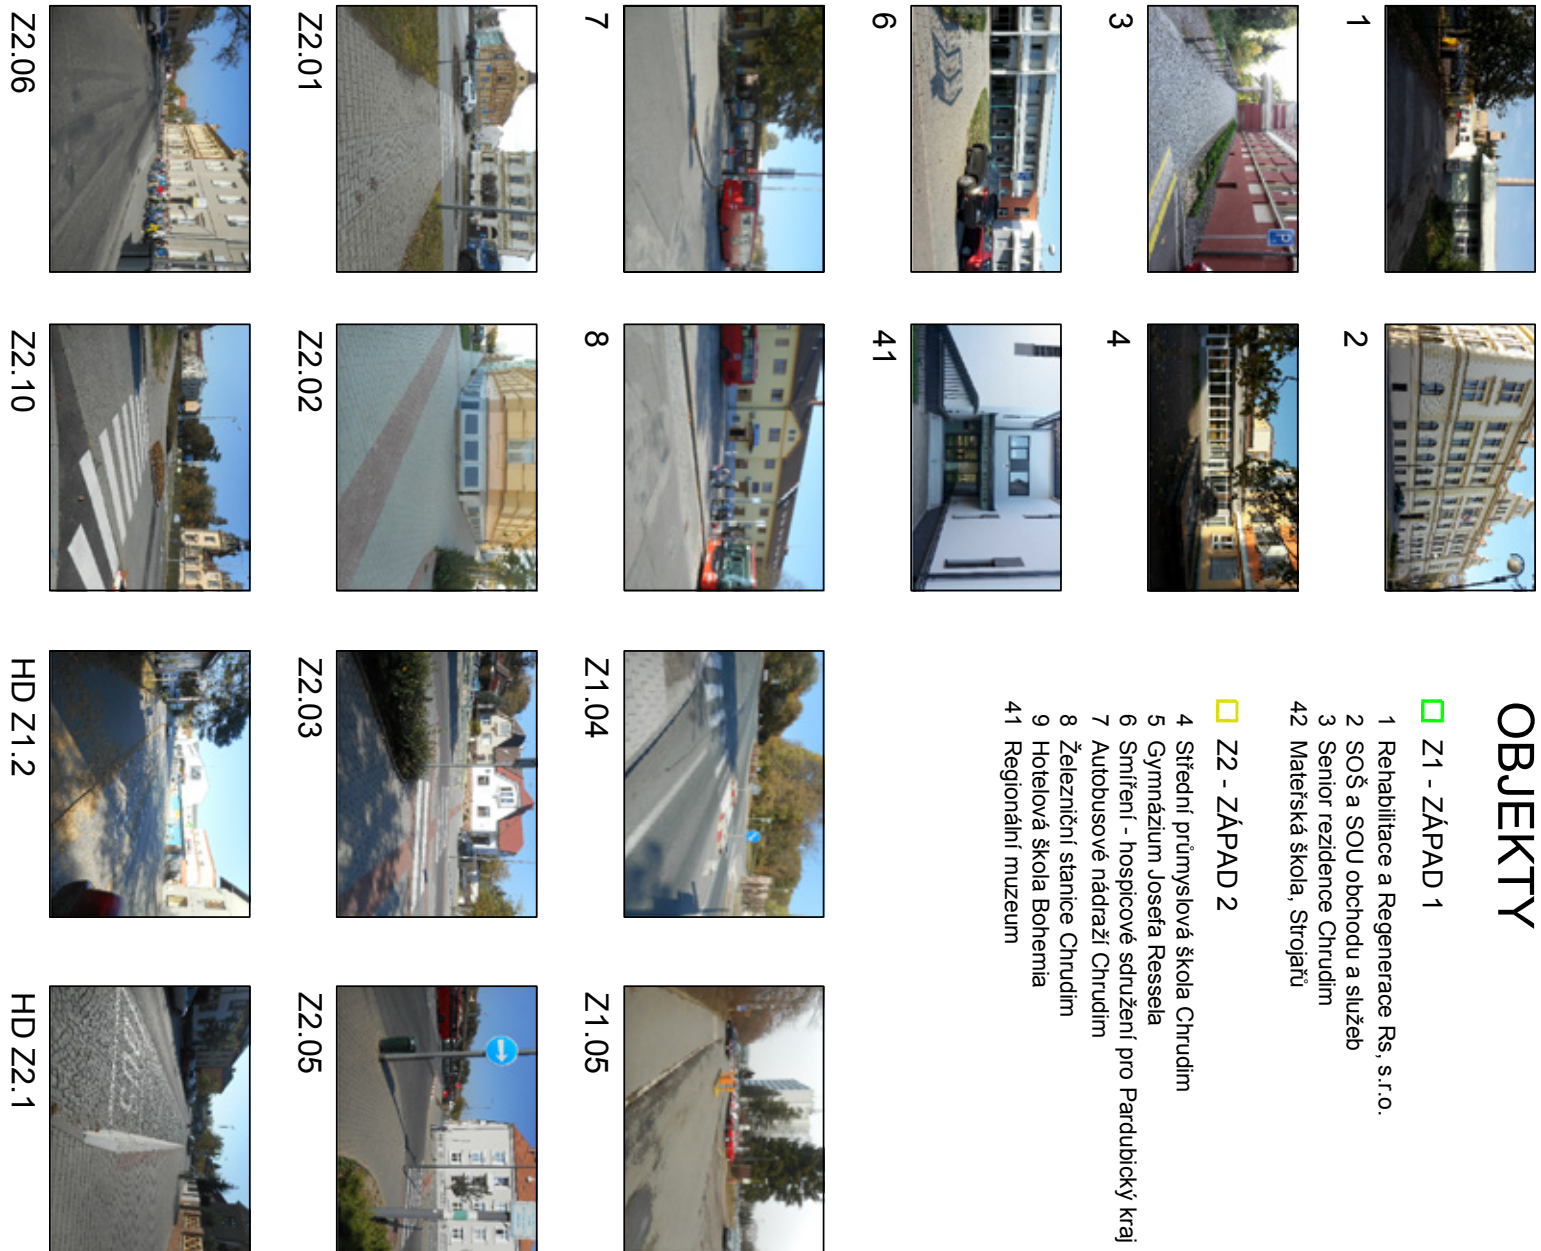 OBJEKTY
Z1 - ZÁPAD 1
1 Rehabilitace a Regenerace Rs, s.r.o.
2 SOŠ a SOU obchodu a služeb
3 Senior rezidence Chrudim
42 Mateřská škola, Strojařů
Z2 - ZÁPAD 2
4 Střední průmyslová škola Chrudim
5 Gymnázium Josefa Ressela
6 Smíření - hospicové sdružení pro Pardubický kraj
7 Autobusové nádraží Chrudim
8 Železniční stanice Chrudim
9 Hotelová škola Bohemia
41 Regionální muzeum
1
2
3
4
6
41
7
8
Z1.04
Z1.05
Z2.01
Z2.02
Z2.03
Z2.05
Z2.06
Z2.10
HD Z1.2
HD Z2.1